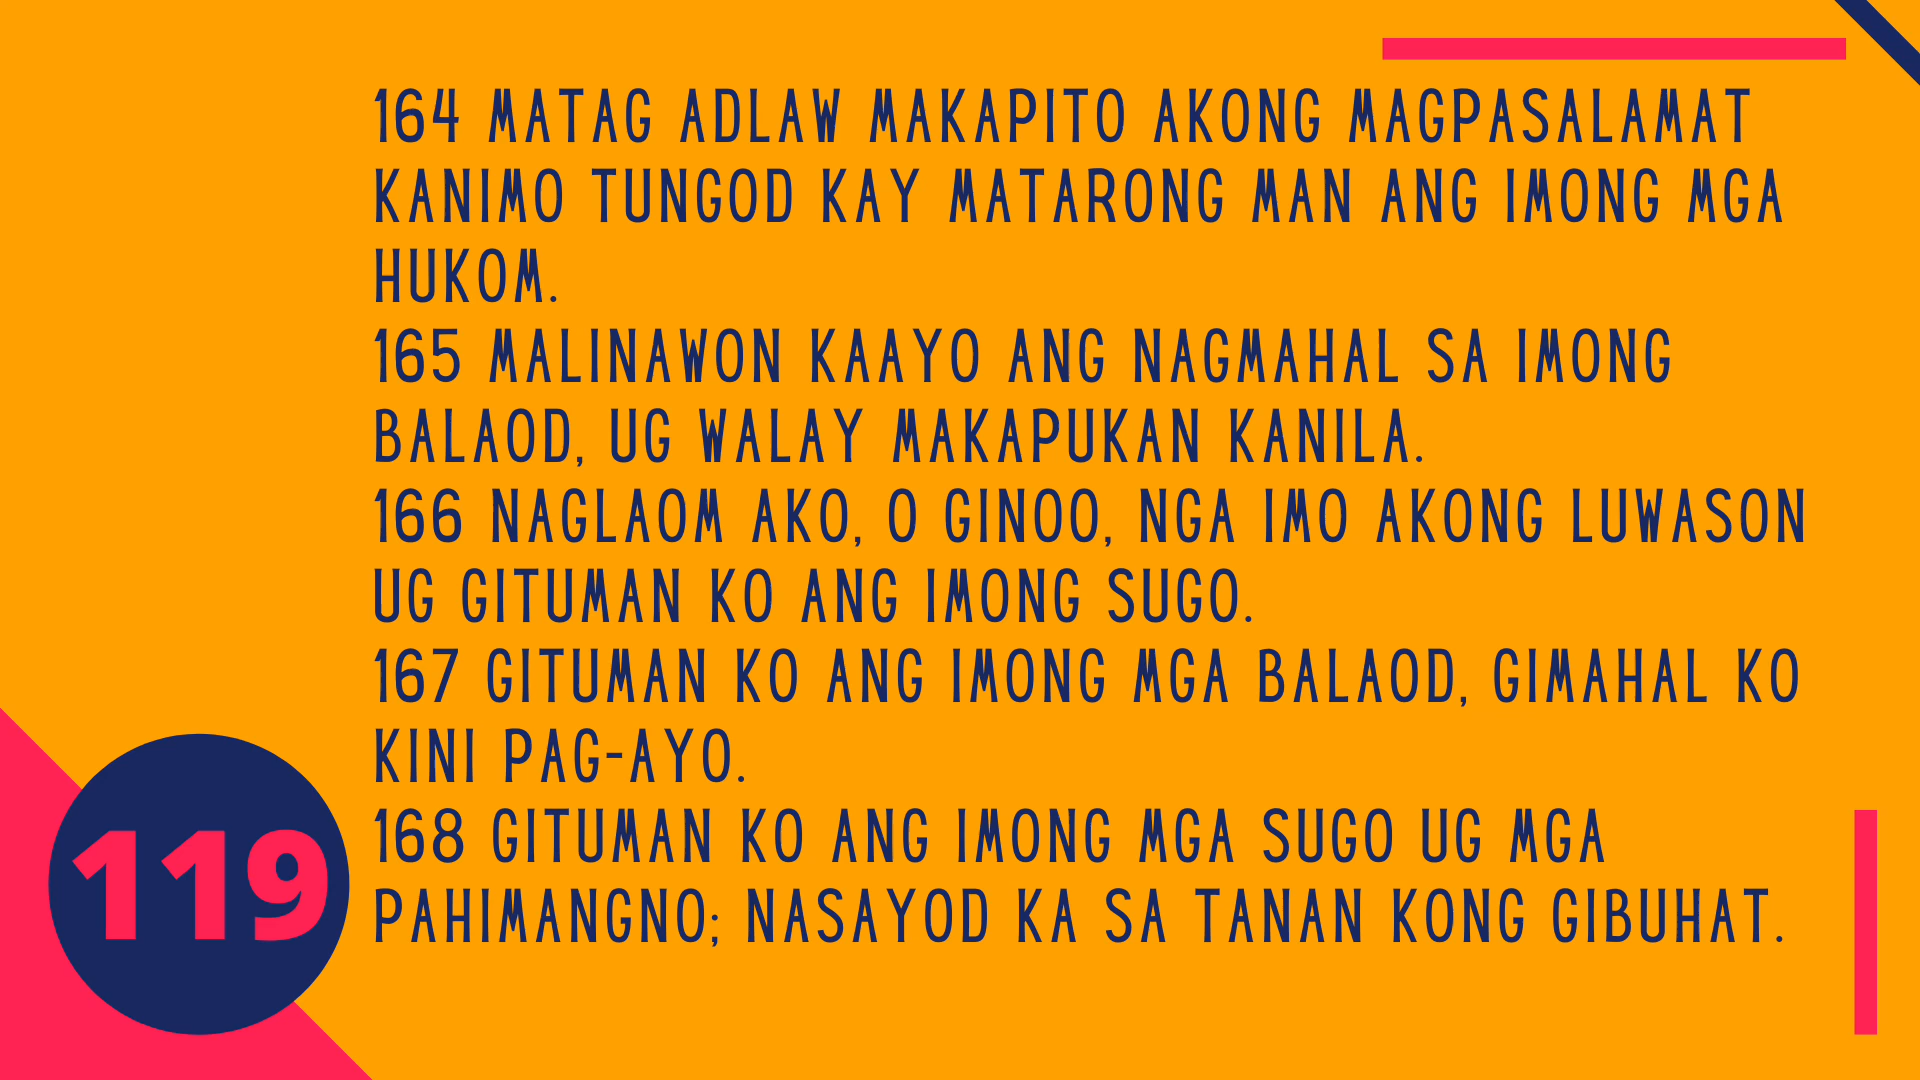 164 MATAG ADLAW MAKAPITO AKONG MAGPASALAMAT
KANIMO TUNGOD KAY MATARONG MAN ANG IMONG MGA
HUKOM.
165 MALINAWON KAAYO ANG NAGMAHAL SA IMONG
BALAOD, UG WALAY MAKAPUKAN KANILA.
166 NAGLAOM AKO, O GINOO, NGA IMO AKONG LUWASON
UG GITUMAN KO ANG IMONG SUGO.
167 GITUMAN KO ANG IMONG MGA BALAOD, GIMAHAL KO
KINI PAG-AYO.
168 GITUMAN KO ANG IMONG MGA SUGO UG MGA
PAHIMANGNO; NASAYOD KA SA TANAN KONG GIBUHAT.
119